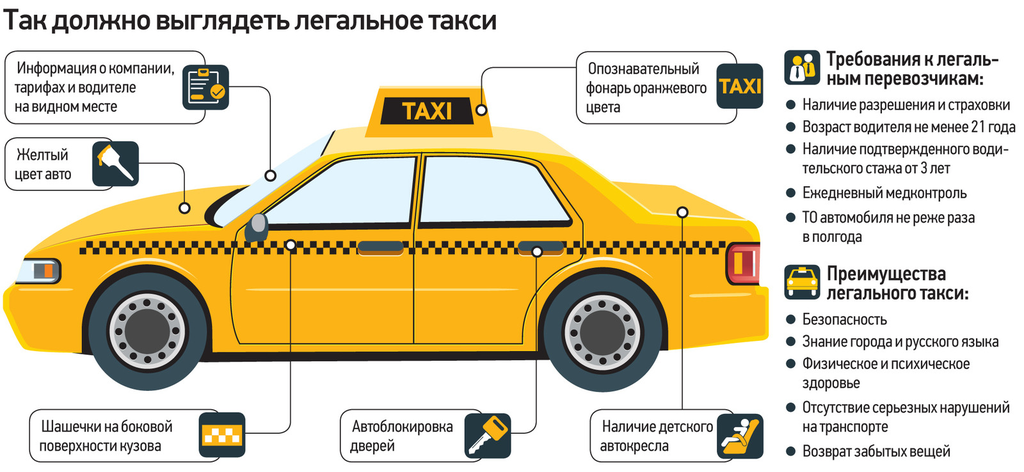 Так должно выглядеть легальное такси
Информация о компании,
тарифах и водителе
на видном месте
Желтый
цвет авто
TAXI
Опознавательный
фонарь оранжевого
цвета
TAXI
Шашечки на боковой
поверхности кузова
Автоблокировка
дверей
Наличие детского
автокресла
Требования к легаль-
ным перевозчикам:
Наличие разрешения и страховки
Возраст водителя не менее 21 года
Наличие подтвержденного води-
тельского стажа от 3 лет
Ежедневный медконтроль
ТО автомобиля не реже раза
в полгода
Преимущества
легального такси:
Безопасность
Знание города и русского языка
Физическое и психическое
здоровье
Отсутствие серьезных нарушений
на транспорте
Возврат забытых вещей